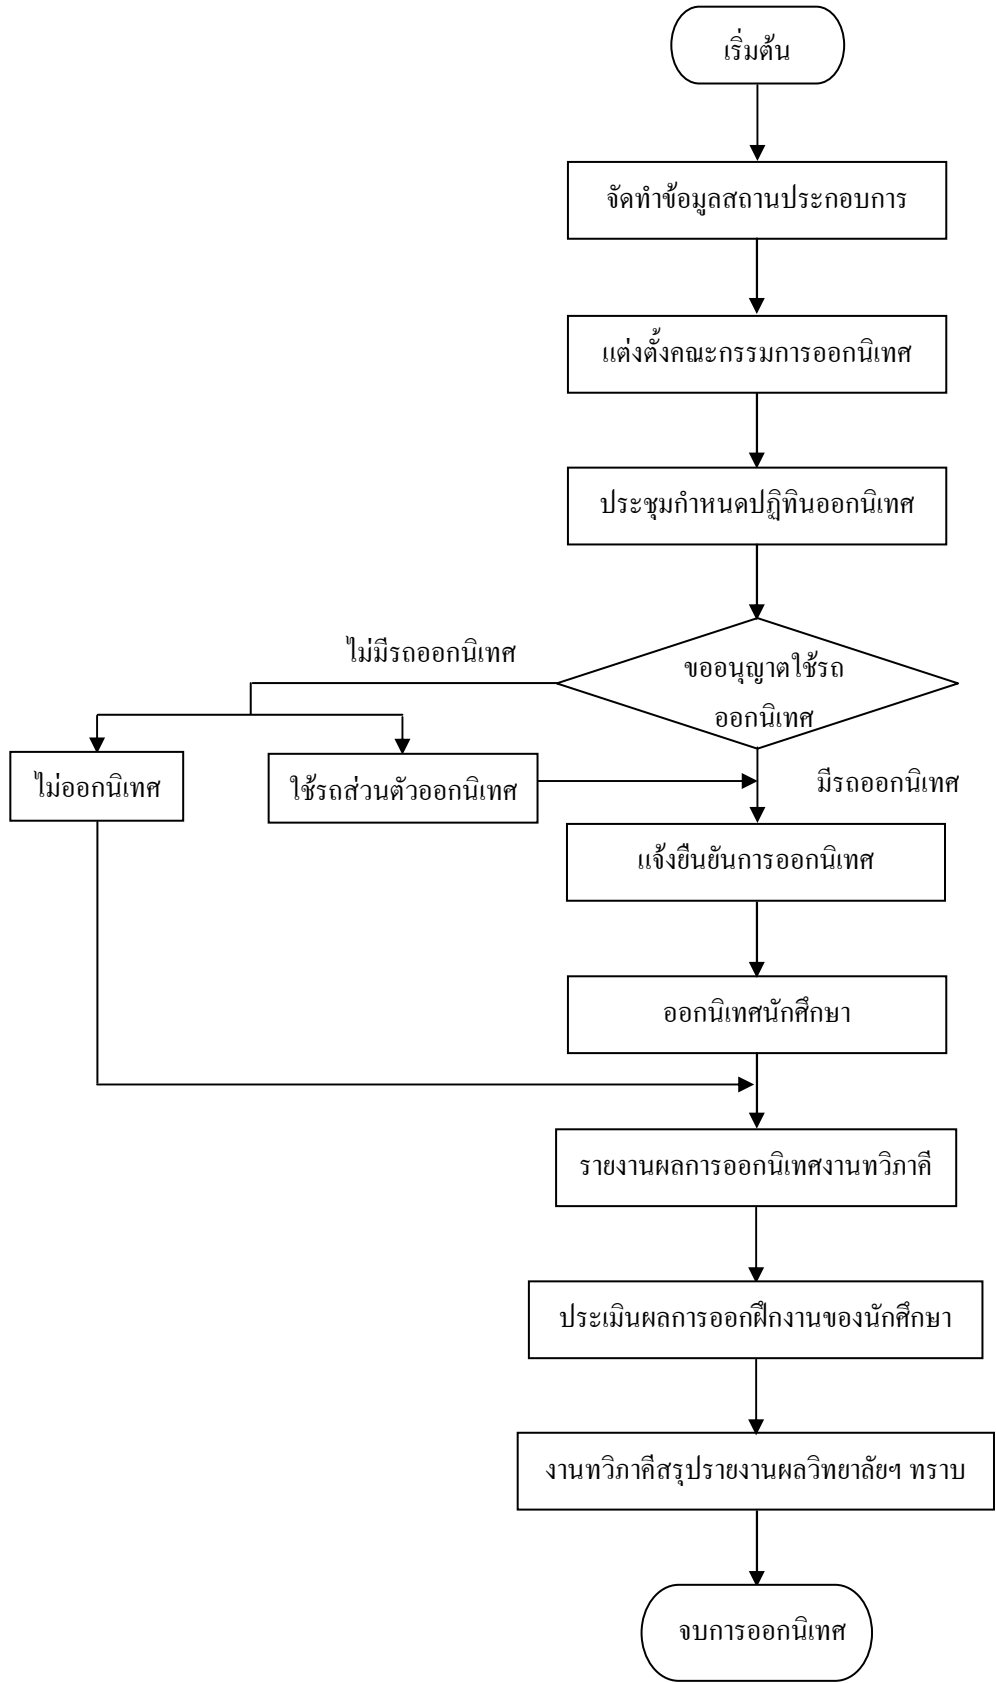 เริ่มต้น
จัดทำข้อมูลสถานประกอบการ
แต่งตั้งคณะกรรมการออกนิเทศ
ประชุมกำหนดปฏิทินออกนิเทศ
ไม่มีรถออกนิเทศ
ขออนุญาตใช้รถ
ออกนิเทศ
ไม่ออกนิเทศ
ใช้รถส่วนตัวออกนิเทศ
มีรถออกนิเทศ
แจ้งยืนยันการออกนิเทศ
ออกนิเทศนักศึกษา
รายงานผลการออกนิเทศงานทวิภาคี
ประเมินผลการออกฝึกงานของนักศึกษา
งานทวิภาคีสรุปรายงานผลวิทยาลัยฯ ทราบ
จบการออกนิเทศ